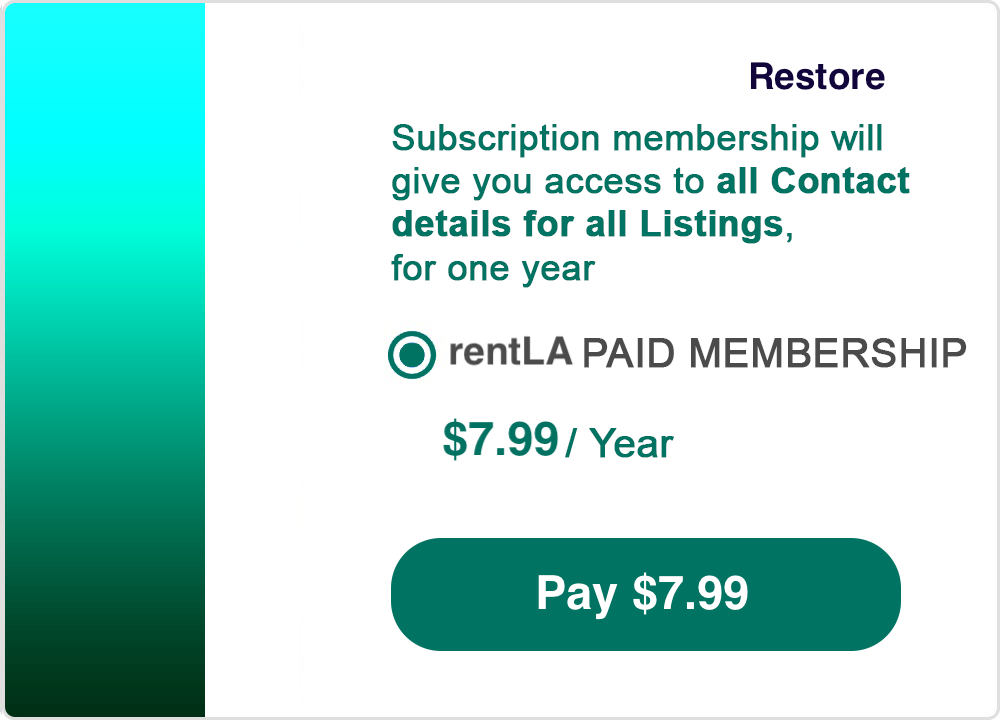 Restore
Subscription membership will
give you access to all Contact
details for all Listings,
for one year
rentLA PAID MEMBERSHIP
$7.99 / Year
Pay $7.99